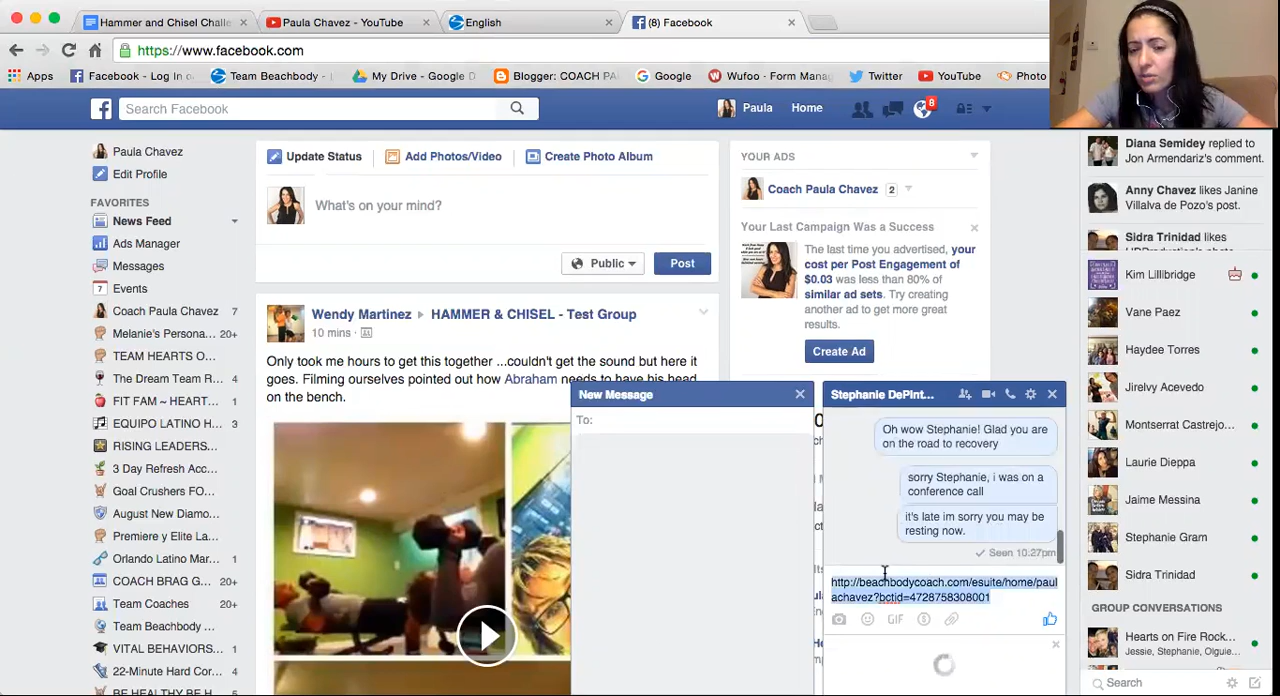 Hammer and Chisel Challe
Paula Chavez - YouTube
English
(8) Facebook
https://www.facebook.com
Apps
Facebook - Log In o
Team Beachbody -
My Drive - Google D
Blogger: COACH PA
Google
Wufoo - Form Mana
Twitter
YouTube
Photo
Search Facebook
Paula
Home
8
Paula Chavez
Edit Profile
FAVORITES
News Feed
Ads Manager
Messages
Events
Coach Paula Chavez 7
Melanie's Persona... 20+
TEAM HEARTS O...
The Dream Team R... 4
FIT FAM ~ HEART... 1
EQUIPO LATINO H... 3
RISING LEADERS...
3 Day Refresh Acc...
Goal Crushers FO...
August New Diamo...
Premiere y Elite La...
Orlando Latino Mar... 1
COACH BRAG G... 20+
Team Coaches 20+
Team Beachbody ...
VITAL BEHAVIORS... 1
22-Minute Hard Cor...
Update Status
Add Photos/Video
Create Photo Album
What's on your mind?
Public
Post
Wendy Martinez ▸ HAMMER & CHISEL - Test Group
10 mins ·
Only took me hours to get this together ...couldn't get the sound but here it
goes. Filming ourselves pointed out how Abraham needs to have his head
on the bench.
YOUR ADS
Coach Paula Chavez 2
Your Last Campaign Was a Success
The last time you advertised, your
cost per Post Engagement of
$0.03 was less than 80% of
similar ad sets. Try creating
another ad to get more great
results.
Create Ad
New Message
To:
Stephanie DePint...
Oh wow Stephanie! Glad you are
on the road to recovery
sorry Stephanie, i was on a
conference call
it's late im sorry you may be
resting now.
✓ Seen 10:27pm
http://beachbodycoach.com/esuite/home/paul
achavez?bctid=4728758308001
GIF
Diana Semidey replied to
Jon Armendariz's comment.
Anny Chavez likes Janine
Villalva de Pozo's post.
Sidra Trinidad likes
Kim Lillibridge
Vane Paez
Haydee Torres
Jirelvy Acevedo
Montserrat Castrejo...
Laurie Dieppa
Jaime Messina
Stephanie Gram
Sidra Trinidad
GROUP CONVERSATIONS
Hearts on Fire Rock...
Jessie, Stephanie, Olguie...
Search